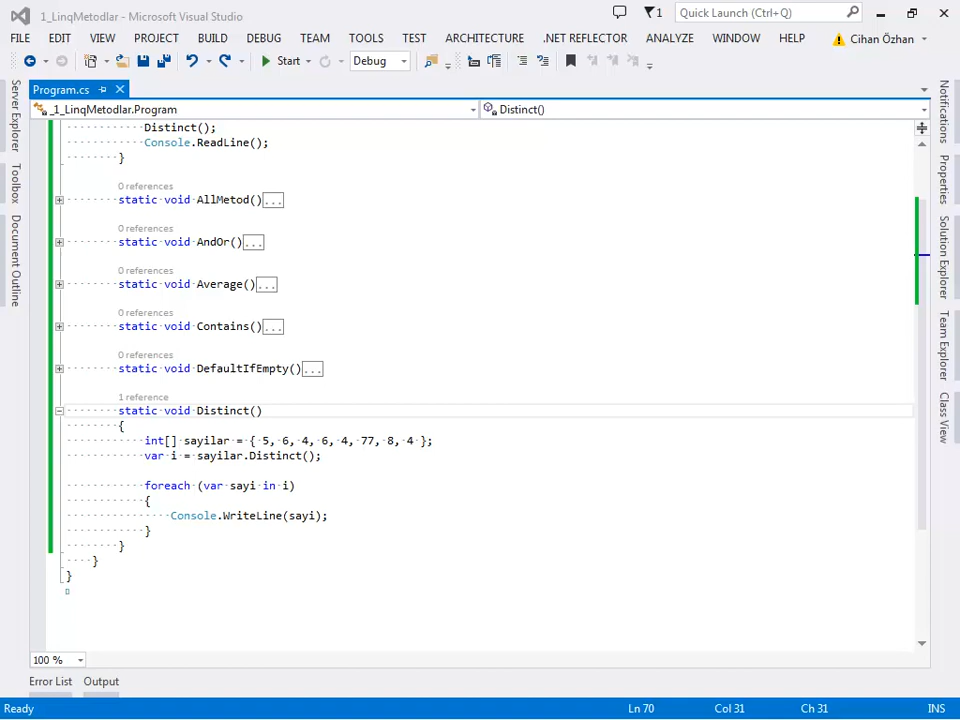 1_LinqMetodlar - Microsoft Visual Studio
1
Quick Launch (Ctrl+Q)
FILE EDIT VIEW PROJECT BUILD DEBUG TEAM TOOLS TEST ARCHITECTURE .NET REFLECTOR ANALYZE WINDOW HELP
Cihan Özhan
Start
Debug
Server Explorer
Toolbox
Document Outline
Program.cs
_1_LinqMetodlar.Program
Distinct()
Distinct();
Console.ReadLine();
}
0 references
static void AllMetod()...
0 references
static void AndOr()...
0 references
static void Average()...
0 references
static void Contains()...
0 references
static void DefaultIfEmpty()...
1 reference
static void Distinct()
{
int[] sayilar = { 5, 6, 4, 6, 4, 77, 8, 4 };
var i = sayilar.Distinct();
foreach (var sayi in i)
{
Console.WriteLine(sayi);
}
}
}
}
Notifications
Properties
Solution Explorer
Team Explorer
Class View
100 %
Error List Output
Ready
Ln 70
Col 31
Ch 31
INS